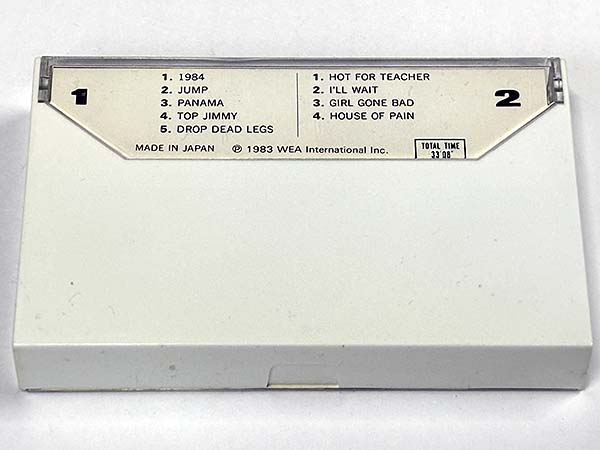 1
1. 1984
2. JUMP
3. PANAMA
4. TOP JIMMY
5. DROP DEAD LEGS
1. HOT FOR TEACHER
2. I'LL WAIT
3. GIRL GONE BAD
4. HOUSE OF PAIN
2
MADE IN JAPAN ℗ 1983 WEA International Inc.
TOTAL TIME
33'08"